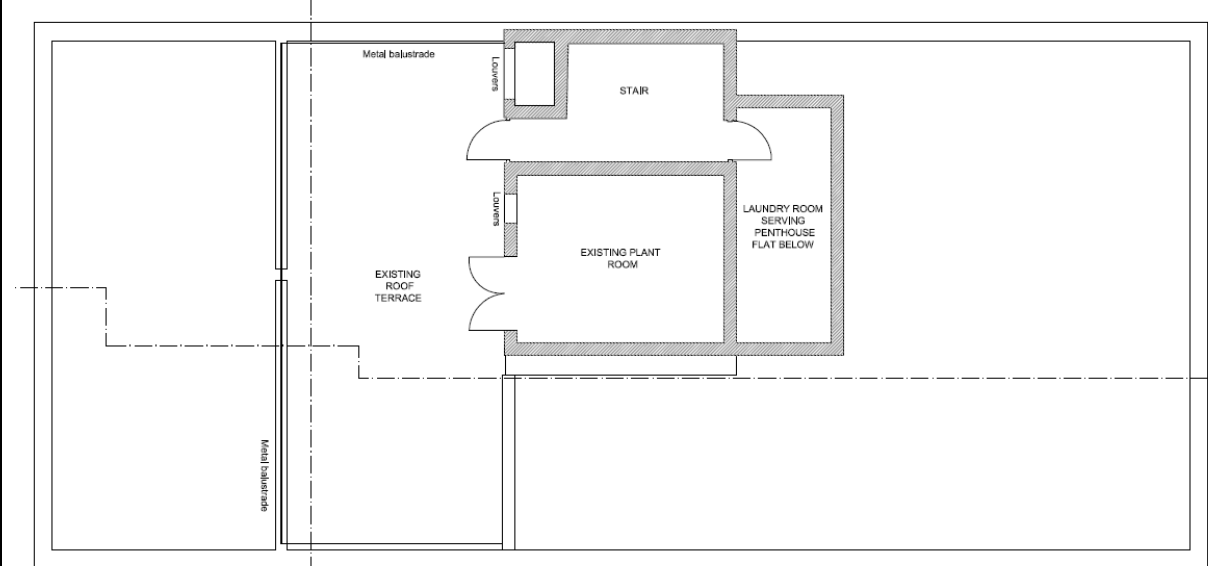 Metal balustrade
Louvers
STAIR
Louvers
LAUNDRY ROOM
SERVING
PENTHOUSE
FLAT BELOW
EXISTING PLANT
ROOM
EXISTING
ROOF
TERRACE
Metal balustrade